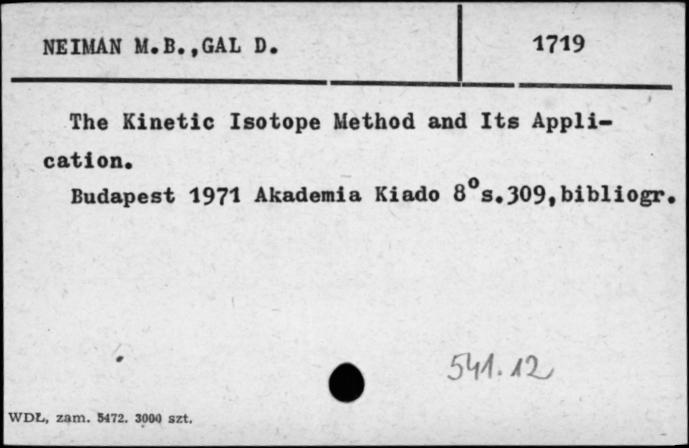 NEIMAN M.B.,GAL D.
1719
The Kinetic Isotope Method and Its Appli-
cation.
Budapest 1971 Akademia Kiado 8°s.309,bibliogr.
541.12
WDŁ, zam. 5472. 3000 szt.